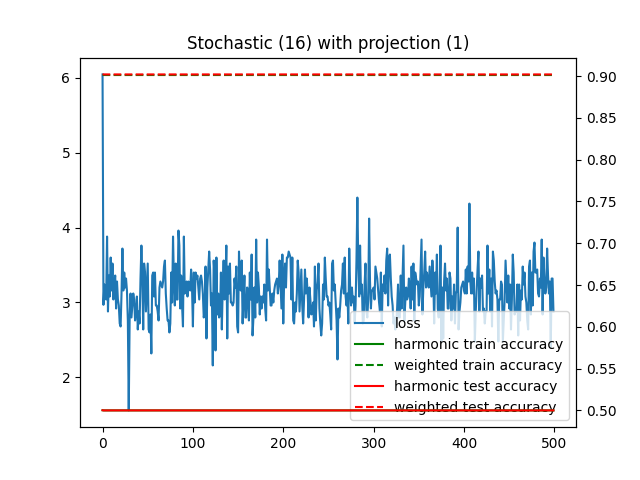 Stochastic (16) with projection (1)
6
5
4
3
2
0.90
0.85
0.80
0.75
0.70
0.65
0.60
0.55
0.50
loss
harmonic train accuracy
weighted train accuracy
harmonic test accuracy
weighted test accuracy
0 100 200 300 400 500